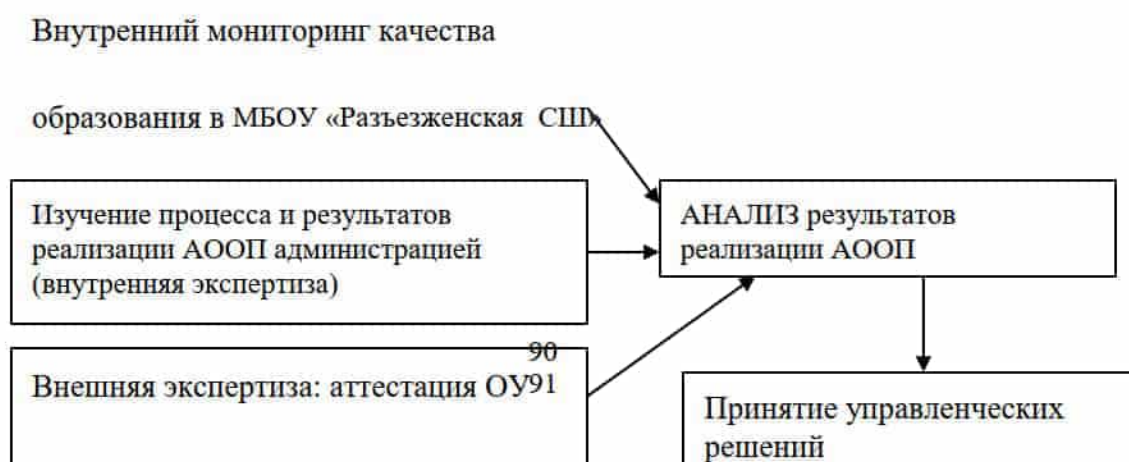 Внутренний мониторинг качества
образования в МБОУ «Разъезженская СШ»
Изучение процесса и результатов
реализации АООП администрацией
(внутренняя экспертиза)
АНАЛИЗ результатов
реализации АООП
90
Внешняя экспертиза: аттестация ОУ91
Принятие управленческих
решений